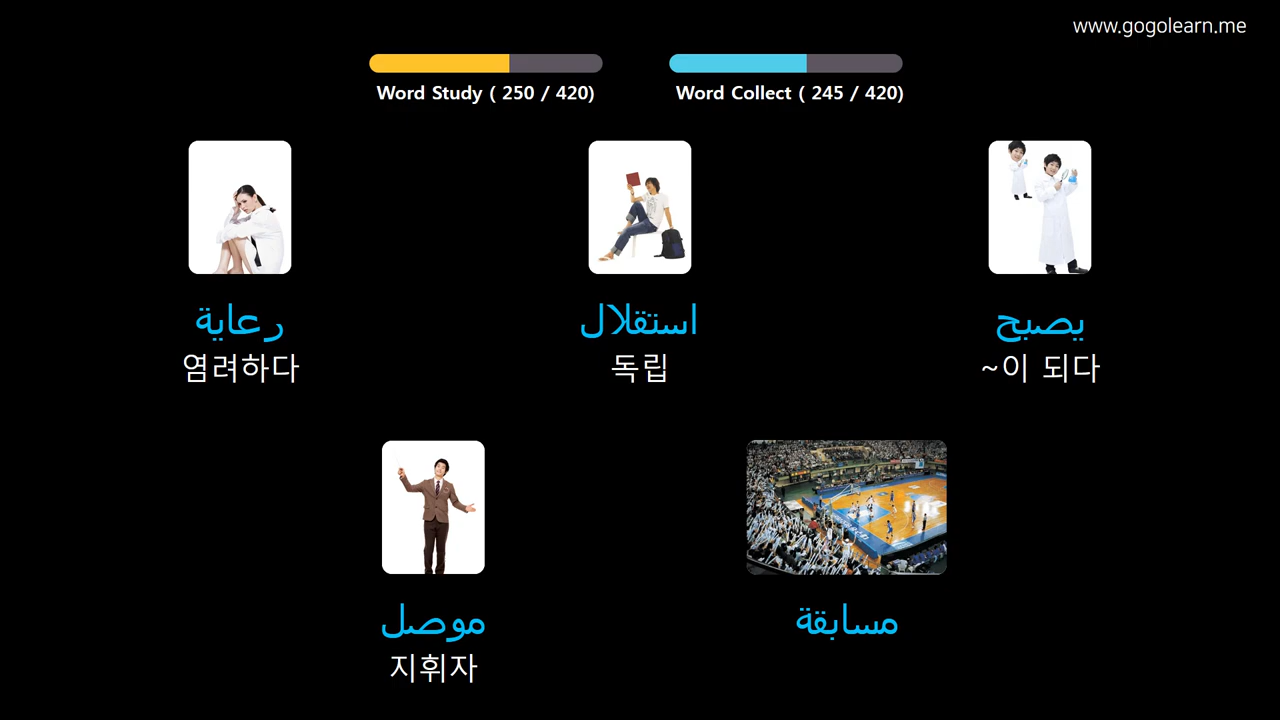 www.gogolearn.me
Word Study ( 250 / 420)
Word Collect ( 245 / 420)
رعاية
염려하다
استقلال
독립
يصبح
~이 되다
موصل
지휘자
مسابقة